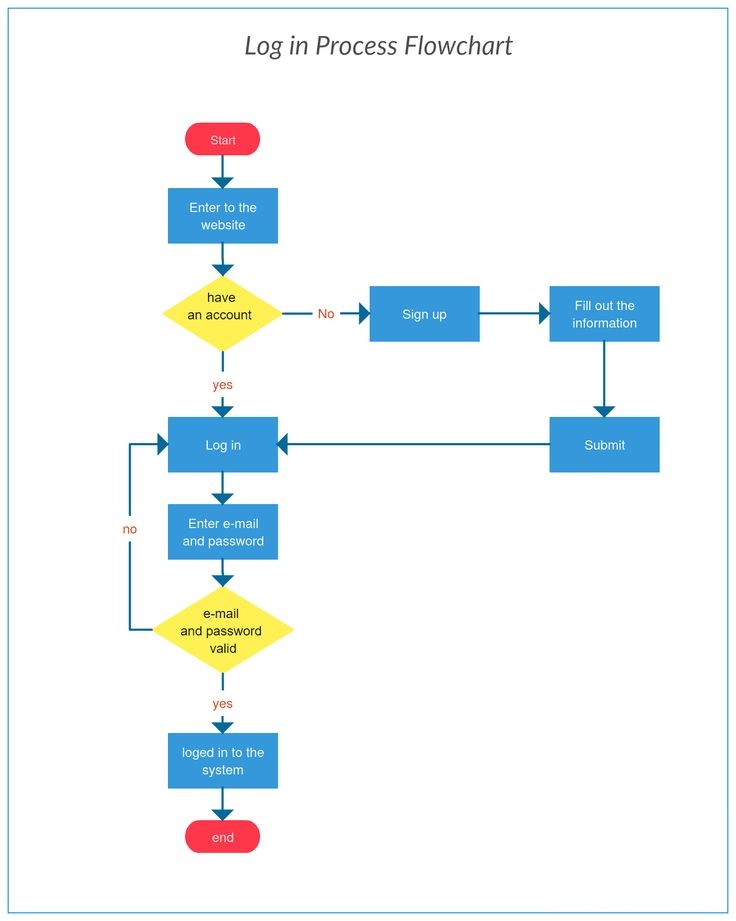 Log in Process Flowchart
Start
Enter to the
website
have
an account
No
Sign up
Fill out the
information
yes
Log in
Submit
no
Enter e-mail
and password
e-mail
and password
valid
yes
loged in to the
system
end